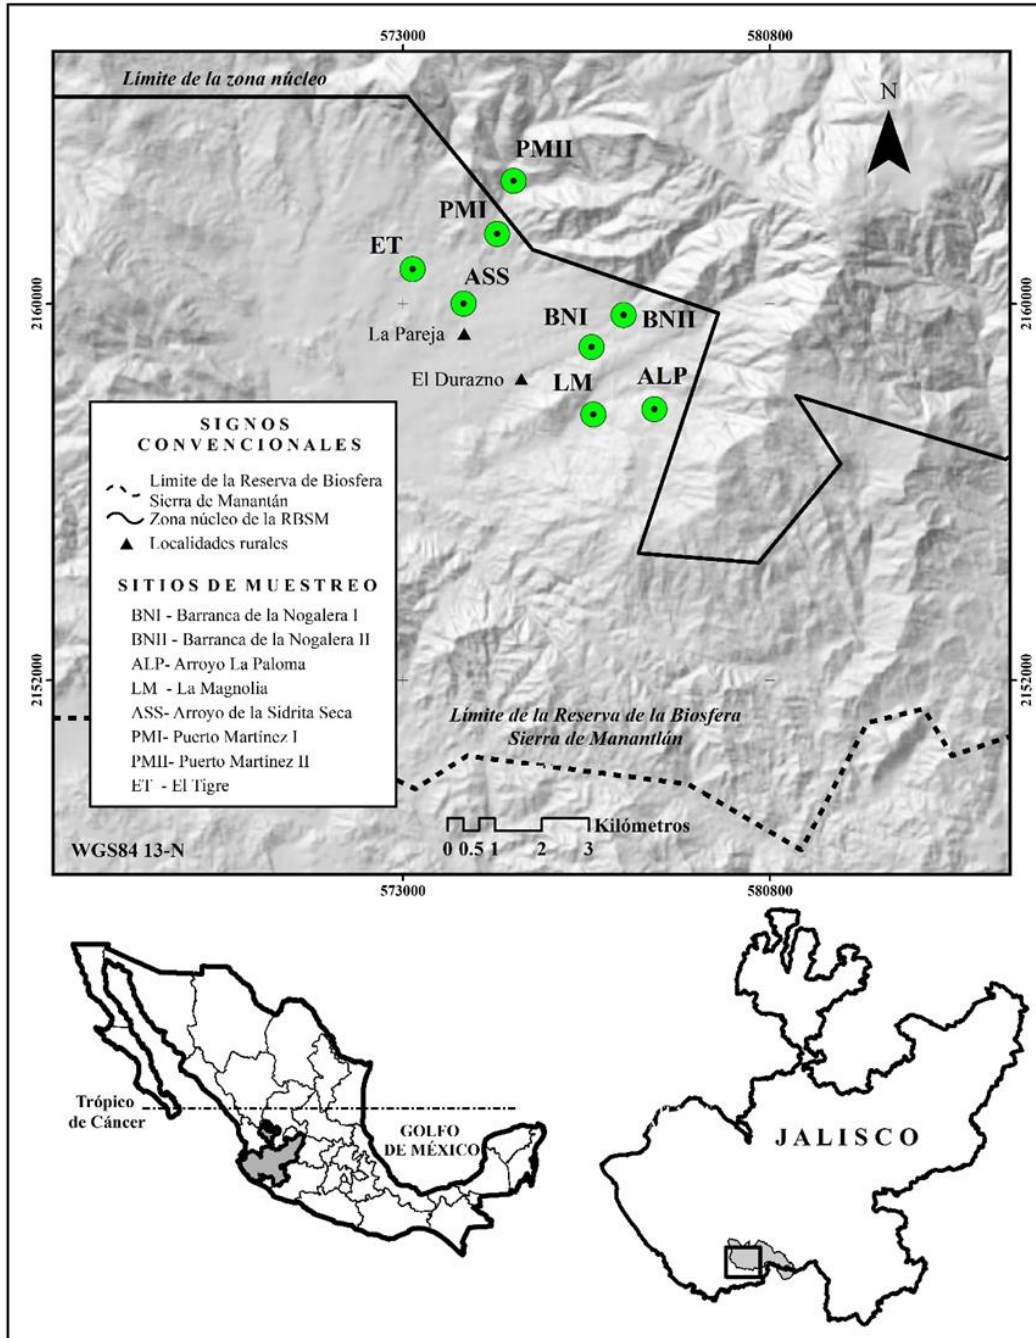 573000
580800
Límite de la zona núcleo
N
PMII
PMI
ET
ASS
2160000
2160000
BNI
BNII
La Pareja
El Durazno
LM
ALP
SIGNOS
CONVENCIONALES
Límite de la Reserva de Biosfera
Sierra de Manantán
Zona núcleo de la RBSM
Localidades rurales
SITIOS DE MUESTREO
BNI - Barranca de la Nogalera I
BNII - Barranca de la Nogalera II
ALP- Arroyo La Paloma
LM - La Magnolia
ASS- Arroyo de la Sidrita Seca
PMI- Puerto Martínez I
PMII- Puerto Martínez II
ET - El Tigre
2152000
2152000
Límite de la Reserva de la Biosfera
Sierra de Manantlán
Kilómetros
0 0.5 1 2 3
WGS84 13-N
573000
580800
Trópico
de Cáncer
GOLFO
DE MÉXICO
JALISCO